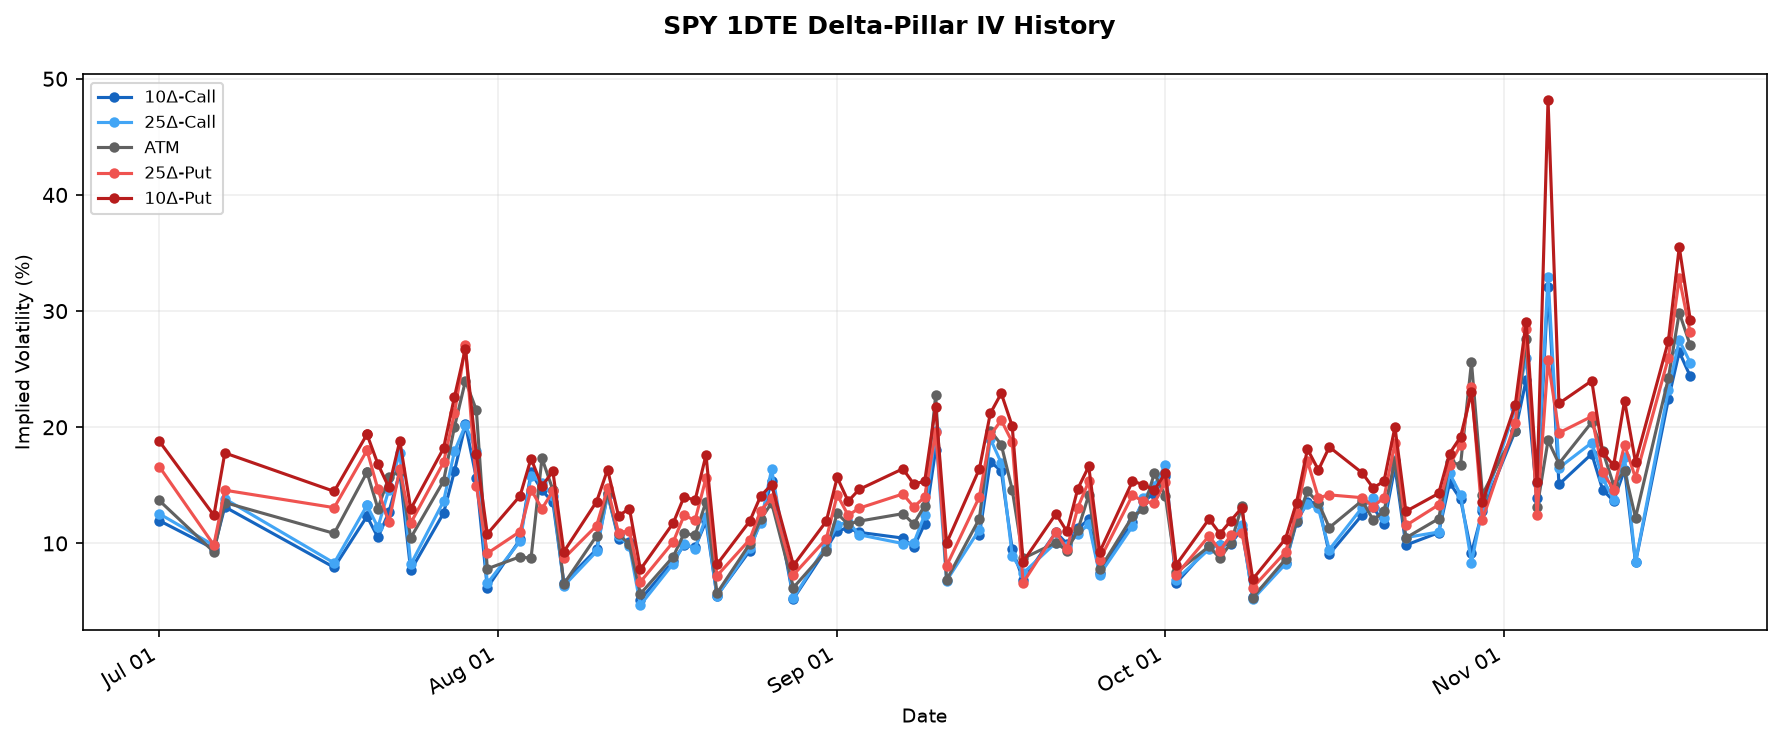 SPY 1DTE Delta-Pillar IV History
50
40
30
20
10
Implied Volatility (%)
10Δ-Call
25Δ-Call
ATM
25Δ-Put
10Δ-Put
Jul 01
Aug 01
Sep 01
Oct 01
Nov 01
Date